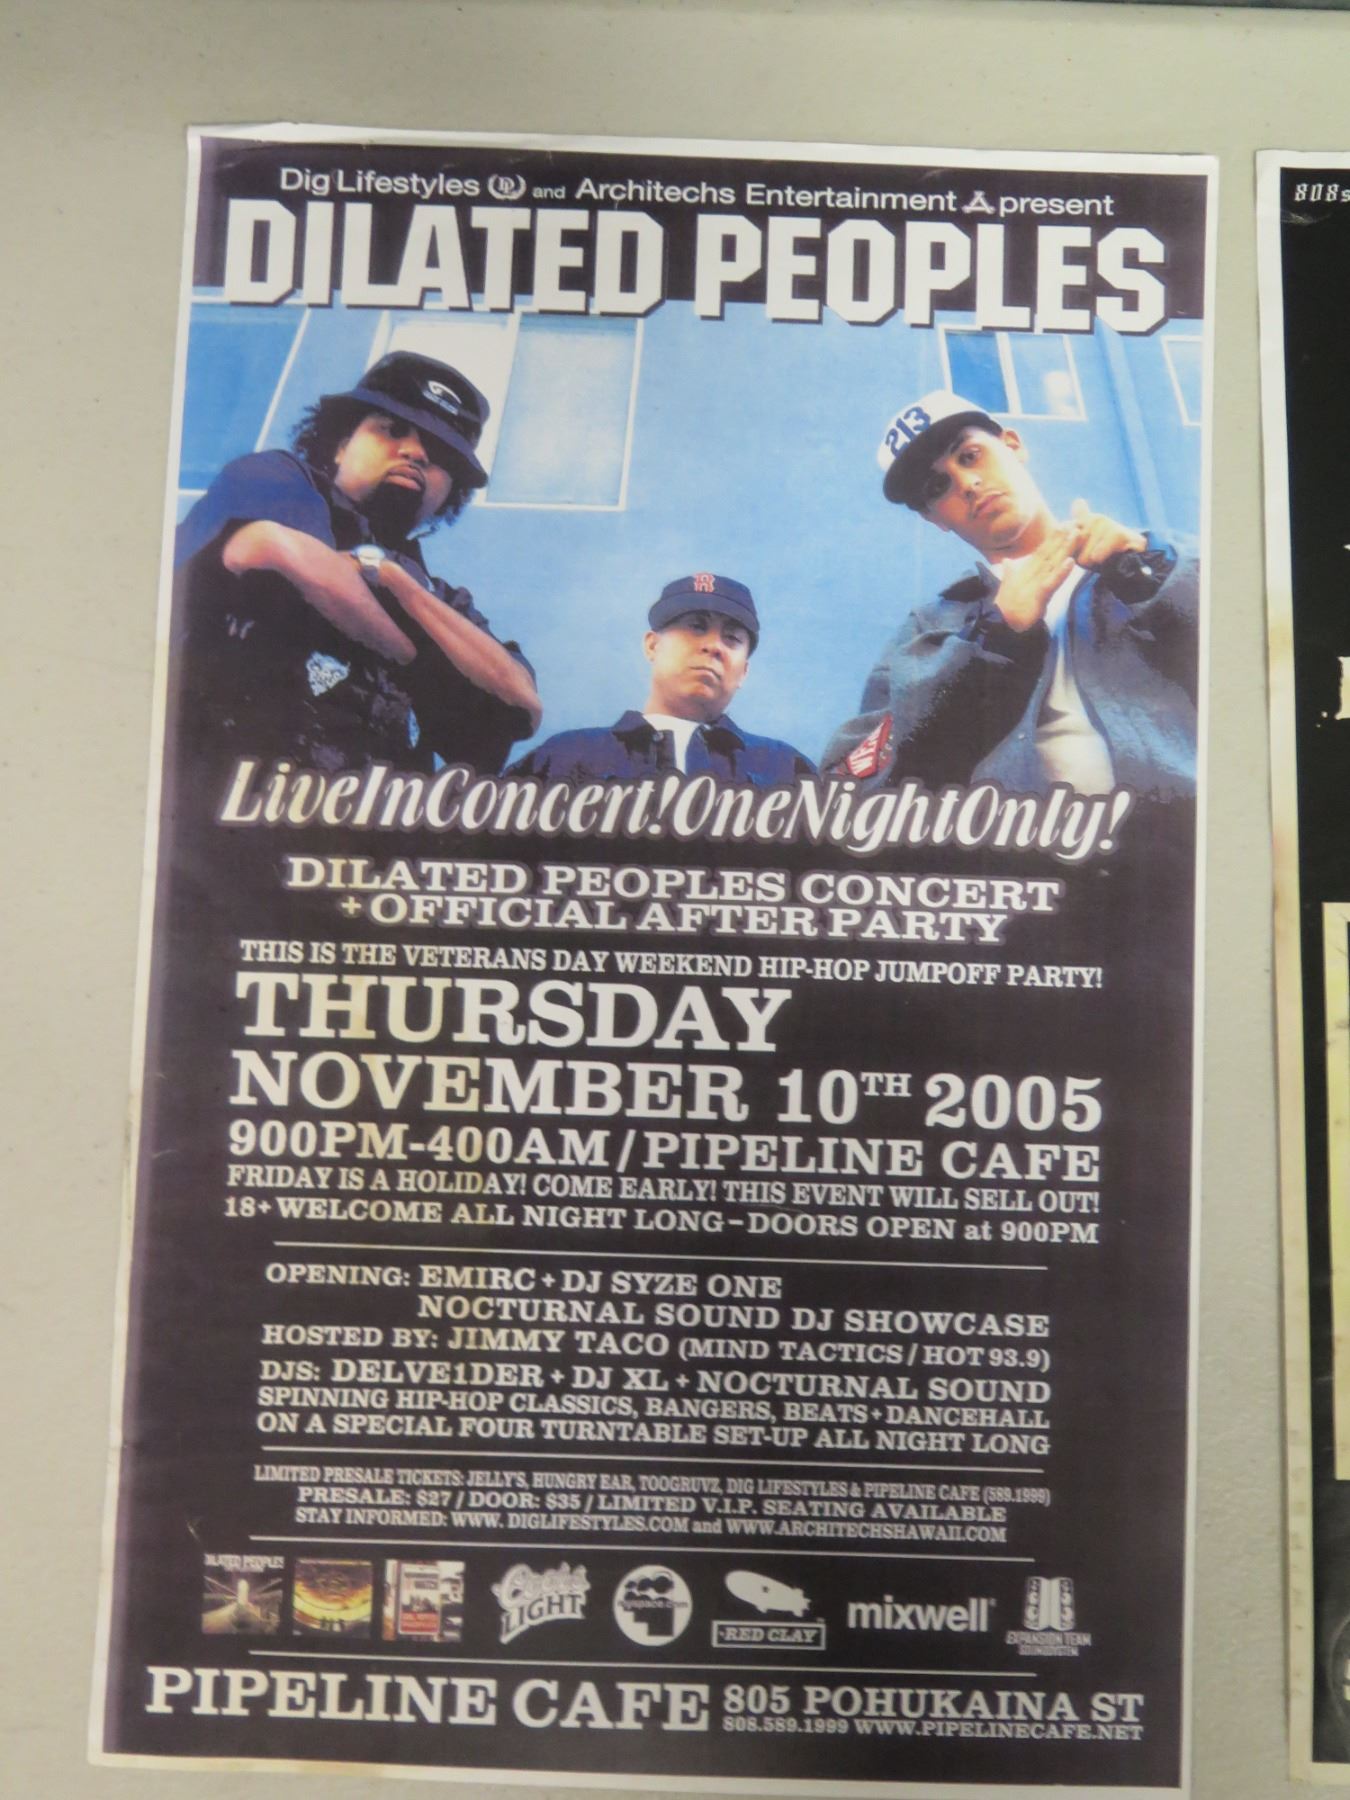 Dig Lifestyles DL and Architechs Entertainment A present
DILATED PEOPLES
213
B
LiveInConcert!OneNightOnly!
DILATED PEOPLES CONCERT
+OFFICIAL AFTER PARTY
THIS IS THE VETERANS DAY WEEKEND HIP-HOP JUMPOFF PARTY!
THURSDAY
NOVEMBER 10TH 2005
900PM-400AM/PIPELINE CAFE
FRIDAY IS A HOLIDAY! COME EARLY! THIS EVENT WILL SELL OUT!
18+ WELCOME ALL NIGHT LONG-DOORS OPEN at 900PM
OPENING: EMIRC+DJ SYZE ONE
NOCTURNAL SOUND DJ SHOWCASE
HOSTED BY: JIMMY TACO (MIND TACTICS/HOT 93.9)
DJS: DELVE1DER+DJ XL+NOCTURNAL SOUND
SPINNING HIP-HOP CLASSICS, BANGERS, BEATS+DANCEHALL
ON A SPECIAL FOUR TURNTABLE SET-UP ALL NIGHT LONG
LIMITED PRESALE TICKETS: JELLY'S, HUNGRY EAR, TOOGRUVZ, DIG LIFESTYLES & PIPELINE CAFE (589.1999)
PRESALE: $27/DOOR: $35/LIMITED V.I.P. SEATING AVAILABLE
STAY INFORMED: WWW.DIGLIFESTYLES.COM and WWW.ARCHITECHSHAWAII.COM
DILATED PEOPLES
Coors LIGHT
myspace.com
RED CLAY
mixwell
EXPANSION TEAM
SOUNDSYSTEM
PIPELINE CAFE 805 POHUKAINA ST
808.589.1999 WWW.PIPELINECAFE.NET
808s